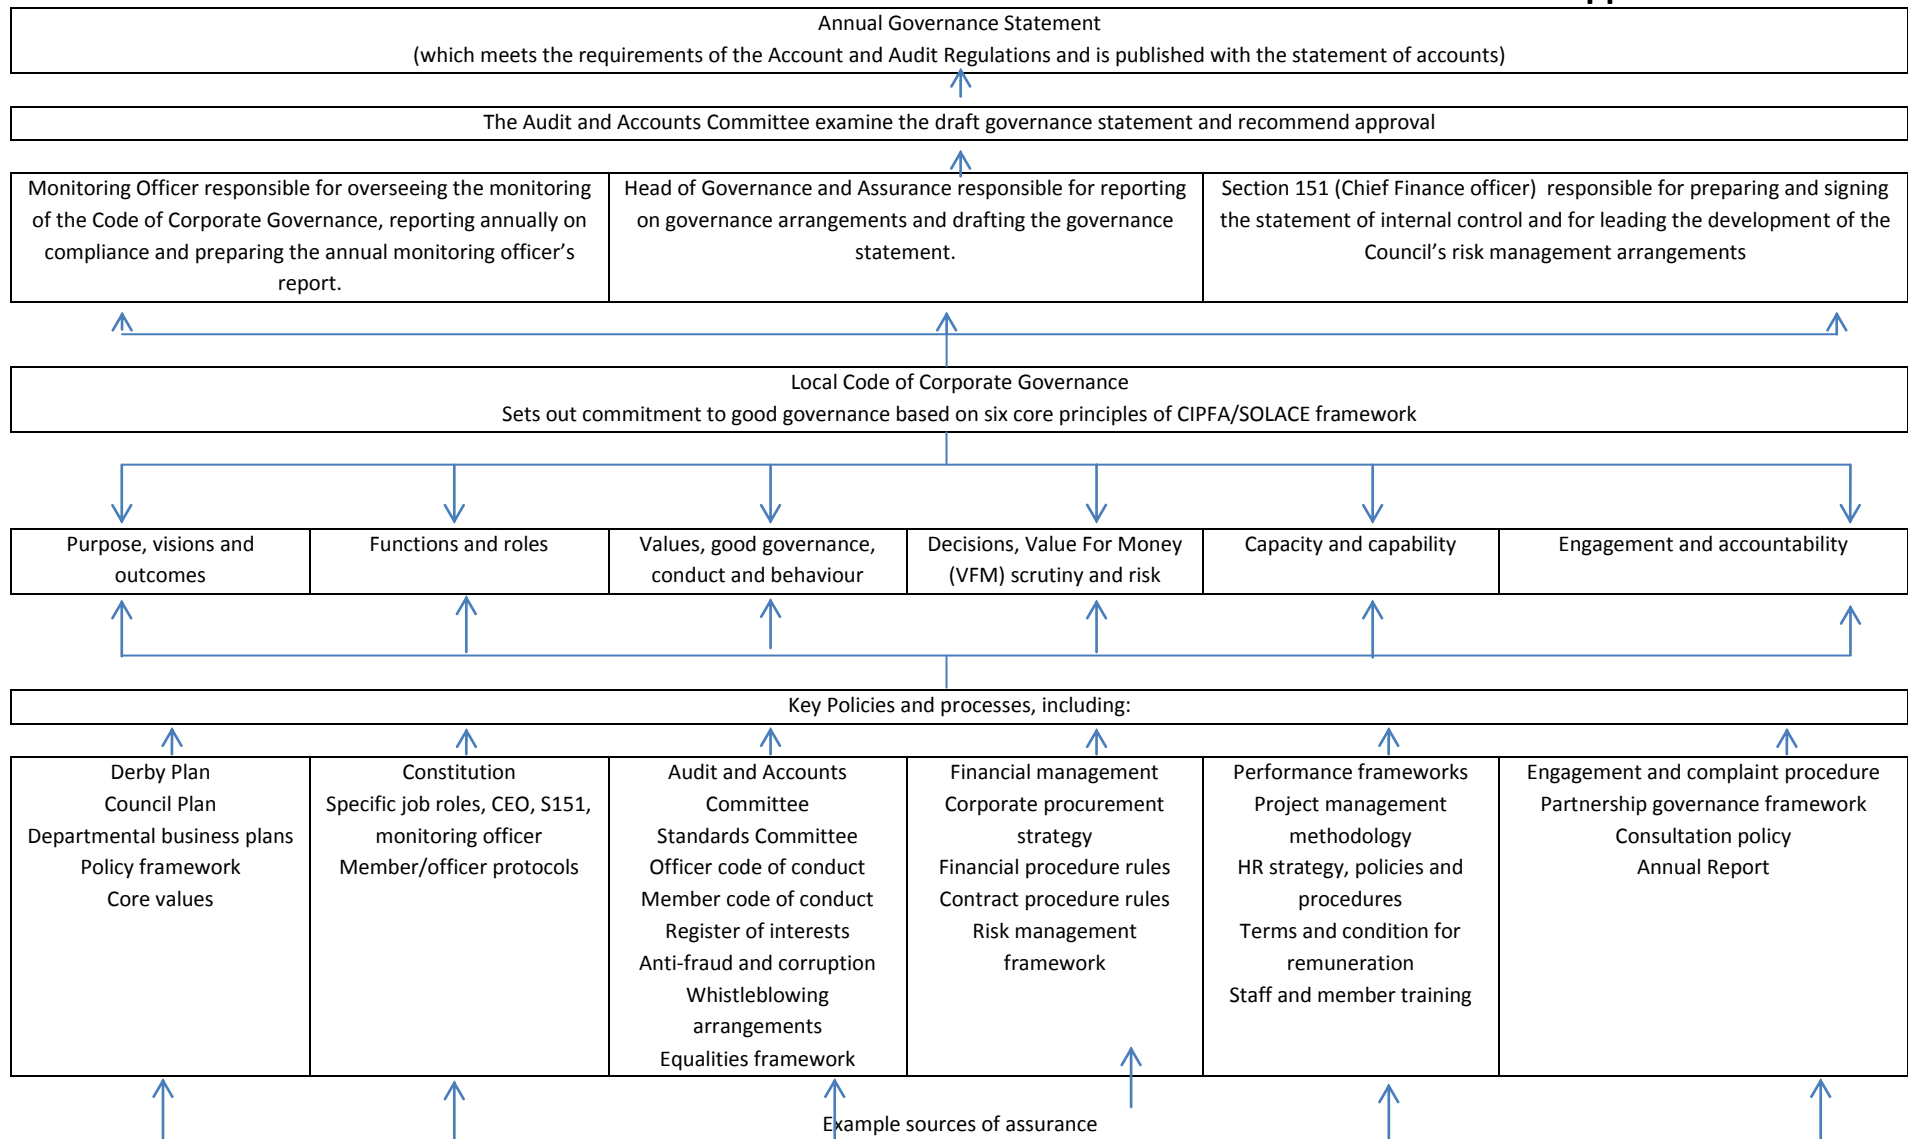 Annual Governance Statement
(which meets the requirements of the Account and Audit Regulations and is published with the statement of accounts)
The Audit and Accounts Committee examine the draft governance statement and recommend approval
Monitoring Officer responsible for overseeing the monitoring
of the Code of Corporate Governance, reporting annually on
compliance and preparing the annual monitoring officer's
report.
Head of Governance and Assurance responsible for reporting
on governance arrangements and drafting the governance
statement.
Section 151 (Chief Finance officer) responsible for preparing and signing
the statement of internal control and for leading the development of the
Council's risk management arrangements
Local Code of Corporate Governance
Sets out commitment to good governance based on six core principles of CIPFA/SOLACE framework
Purpose, visions and
outcomes
Functions and roles
Values, good governance,
conduct and behaviour
Decisions, Value For Money
(VFM) scrutiny and risk
Capacity and capability
Engagement and accountability
Key Policies and processes, including:
Derby Plan
Council Plan
Departmental business plans
Policy framework
Core values
Constitution
Specific job roles, CEO, S151,
monitoring officer
Member/officer protocols
Audit and Accounts
Committee
Standards Committee
Officer code of conduct
Member code of conduct
Register of interests
Anti-fraud and corruption
Whistleblowing
arrangements
Equalities framework
Financial management
Corporate procurement
strategy
Financial procedure rules
Contract procedure rules
Risk management
framework
Performance frameworks
Project management
methodology
HR strategy, policies and
procedures
Terms and condition for
remuneration
Staff and member training
Engagement and complaint procedure
Partnership governance framework
Consultation policy
Annual Report
Example sources of assurance